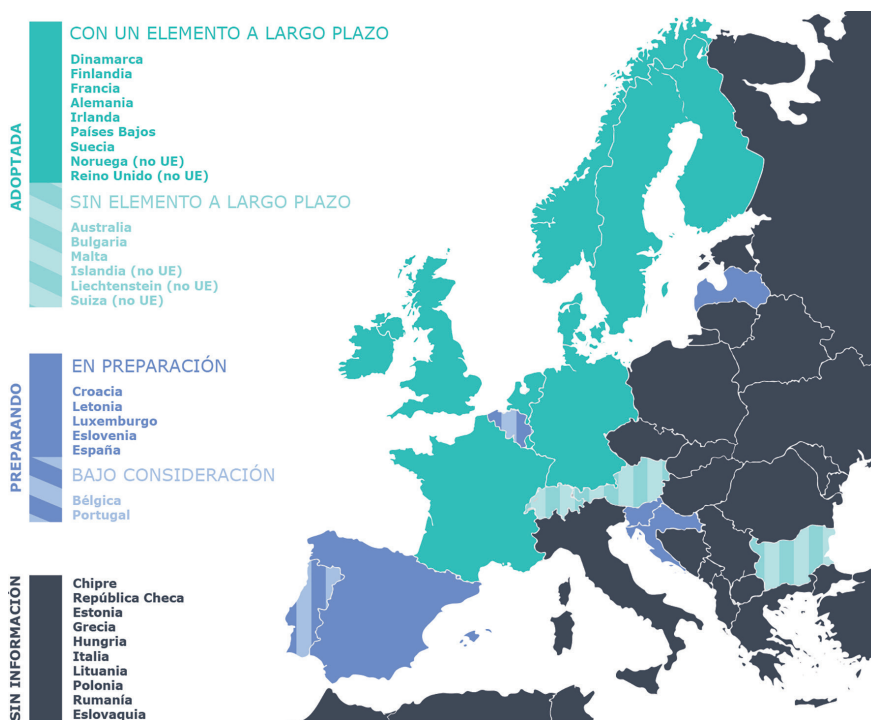 ADOPTADA
CON UN ELEMENTO A LARGO PLAZO
Dinamarca
Finlandia
Francia
Alemania
Irlanda
Países Bajos
Suecia
Noruega (no UE)
Reino Unido (no UE)
SIN ELEMENTO A LARGO PLAZO
Australia
Bulgaria
Malta
Islandia (no UE)
Liechtenstein (no UE)
Suiza (no UE)
PREPARANDO
EN PREPARACIÓN
Croacia
Letonia
Luxemburgo
Eslovenia
España
BAJO CONSIDERACIÓN
Bélgica
Portugal
SIN INFORMACIÓN
Chipre
República Checa
Estonia
Grecia
Hungria
Italia
Lituania
Polonia
Rumanía
Eslovaquia